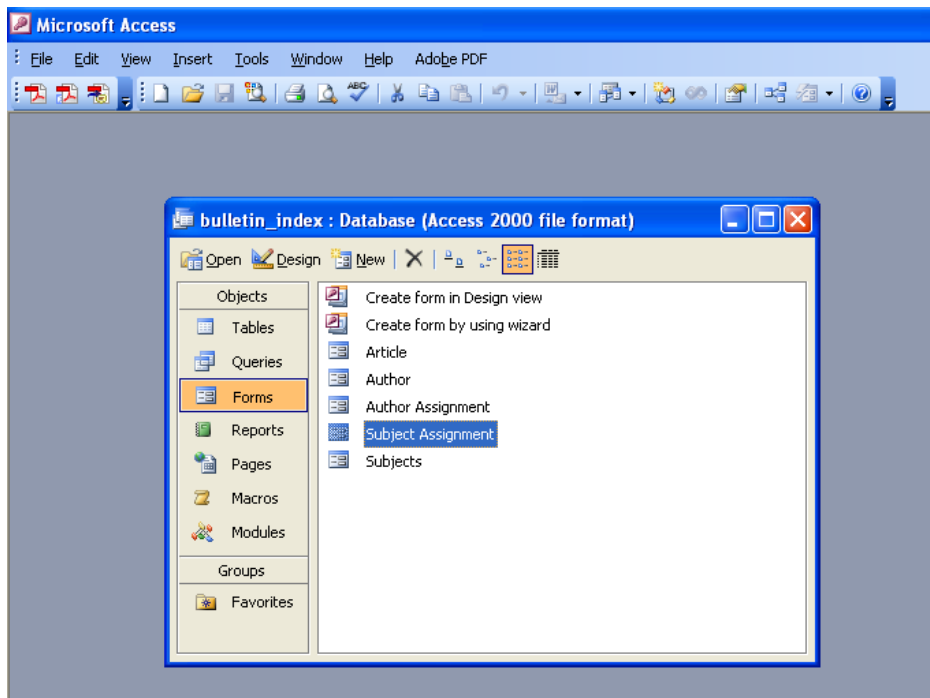 Microsoft Access
File Edit View Insert Tools Window Help Adobe PDF
bulletin_index : Database (Access 2000 file format)
Open Design New
Objects
Tables
Queries
Forms
Reports
Pages
Macros
Modules
Groups
Favorites
Create form in Design view
Create form by using wizard
Article
Author
Author Assignment
Subject Assignment
Subjects